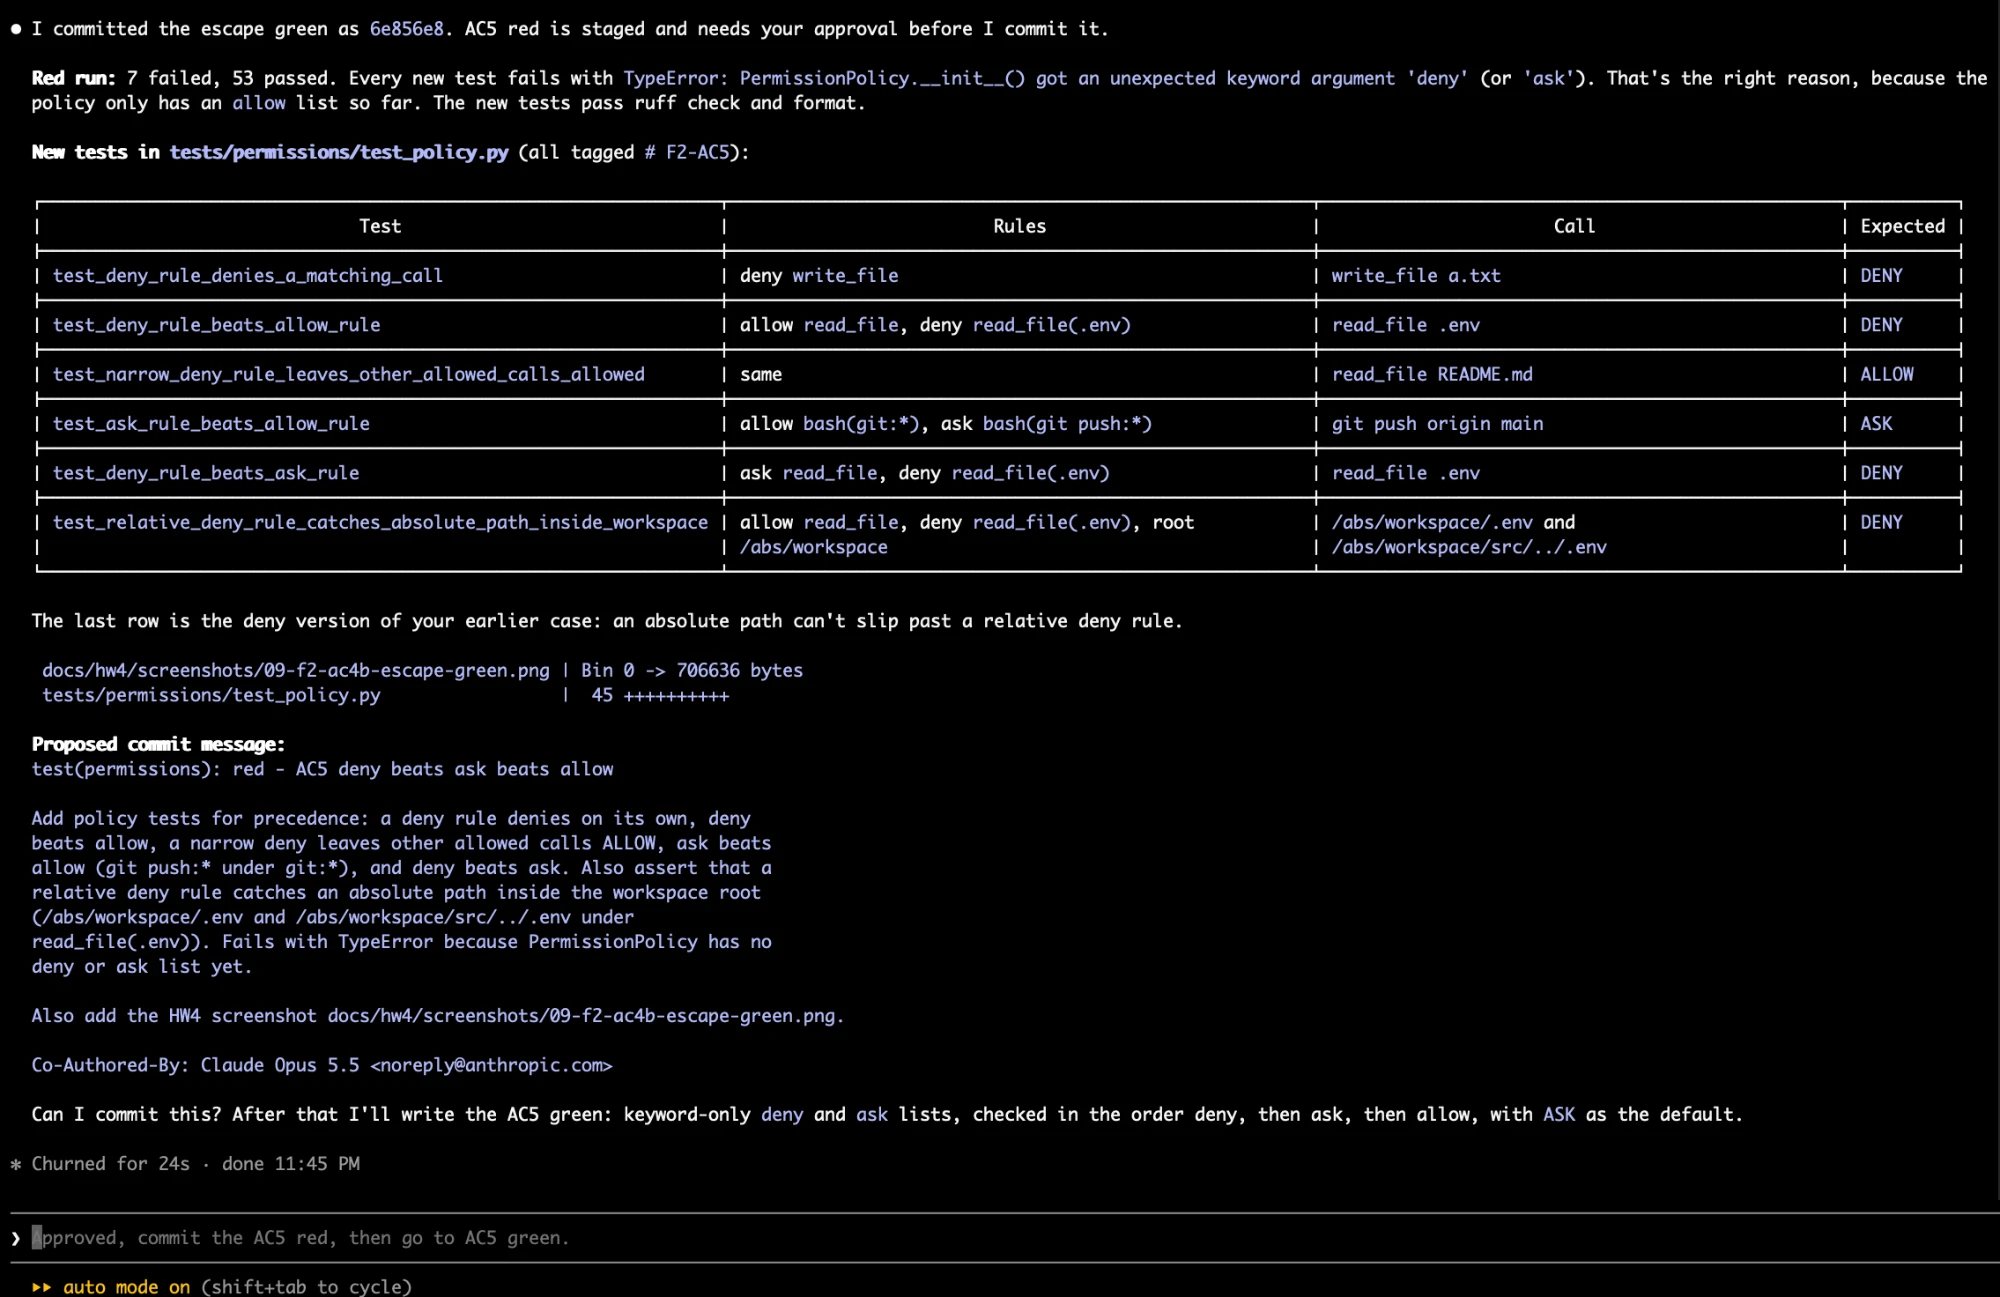 ● I committed the escape green as 6e856e8. AC5 red is staged and needs your approval before I commit it.
Red run: 7 failed, 53 passed. Every new test fails with TypeError: PermissionPolicy.__init__() got an unexpected keyword argument 'deny' (or 'ask'). That's the right reason, because the
policy only has an allow list so far. The new tests pass ruff check and format.
New tests in tests/permissions/test_policy.py (all tagged # F2-AC5):
Test | Rules | Call | Expected
test_deny_rule_denies_a_matching_call | deny write_file | write_file a.txt | DENY
test_deny_rule_beats_allow_rule | allow read_file, deny read_file(.env) | read_file .env | DENY
test_narrow_deny_rule_leaves_other_allowed_calls_allowed | same | read_file README.md | ALLOW
test_ask_rule_beats_allow_rule | allow bash(git:*), ask bash(git push:*) | git push origin main | ASK
test_deny_rule_beats_ask_rule | ask read_file, deny read_file(.env) | read_file .env | DENY
test_relative_deny_rule_catches_absolute_path_inside_workspace | allow read_file, deny read_file(.env), root | /abs/workspace/.env and | DENY
/abs/workspace | /abs/workspace/src/../.env
The last row is the deny version of your earlier case: an absolute path can't slip past a relative deny rule.
docs/hw4/screenshots/09-f2-ac4b-escape-green.png | Bin 0 -> 706636 bytes
tests/permissions/test_policy.py | 45 ++++++++++
Proposed commit message:
test(permissions): red - AC5 deny beats ask beats allow
Add policy tests for precedence: a deny rule denies on its own, deny
beats allow, a narrow deny leaves other allowed calls ALLOW, ask beats
allow (git push:* under git:*), and deny beats ask. Also assert that a
relative deny rule catches an absolute path inside the workspace root
(/abs/workspace/.env and /abs/workspace/src/../.env under
read_file(.env)). Fails with TypeError because PermissionPolicy has no
deny or ask list yet.
Also add the HW4 screenshot docs/hw4/screenshots/09-f2-ac4b-escape-green.png.
Co-Authored-By: Claude Opus 5.5 <noreply@anthropic.com>
Can I commit this? After that I'll write the AC5 green: keyword-only deny and ask lists, checked in the order deny, then ask, then allow, with ASK as the default.
✻ Churned for 24s · done 11:45 PM
❯ Approved, commit the AC5 red, then go to AC5 green.
⏵⏵ auto mode on (shift+tab to cycle)